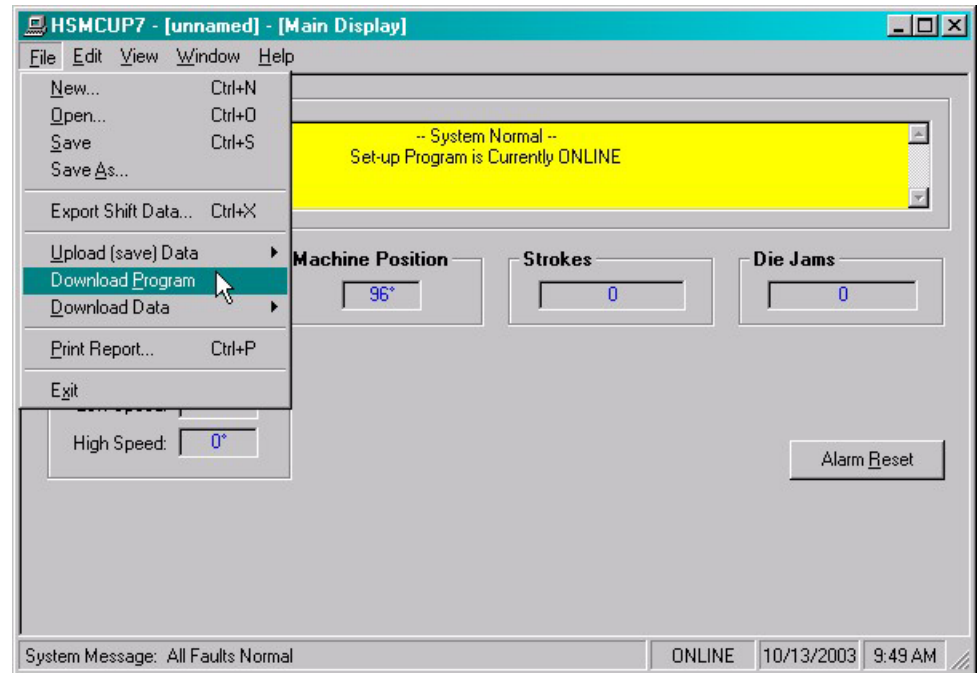 HSMCUP7 - [unnamed] - [Main Display]
File Edit View Window Help
New... Ctrl+N
Open... Ctrl+O
Save Ctrl+S
Save As...
Export Shift Data... Ctrl+X
Upload (save) Data
Download Program
Download Data
Print Report... Ctrl+P
Exit
-- System Normal --
Set-up Program is Currently ONLINE
Machine Position
96°
Strokes
0
Die Jams
0
High Speed: 0°
Alarm Reset
System Message: All Faults Normal ONLINE 10/13/2003 9:49 AM